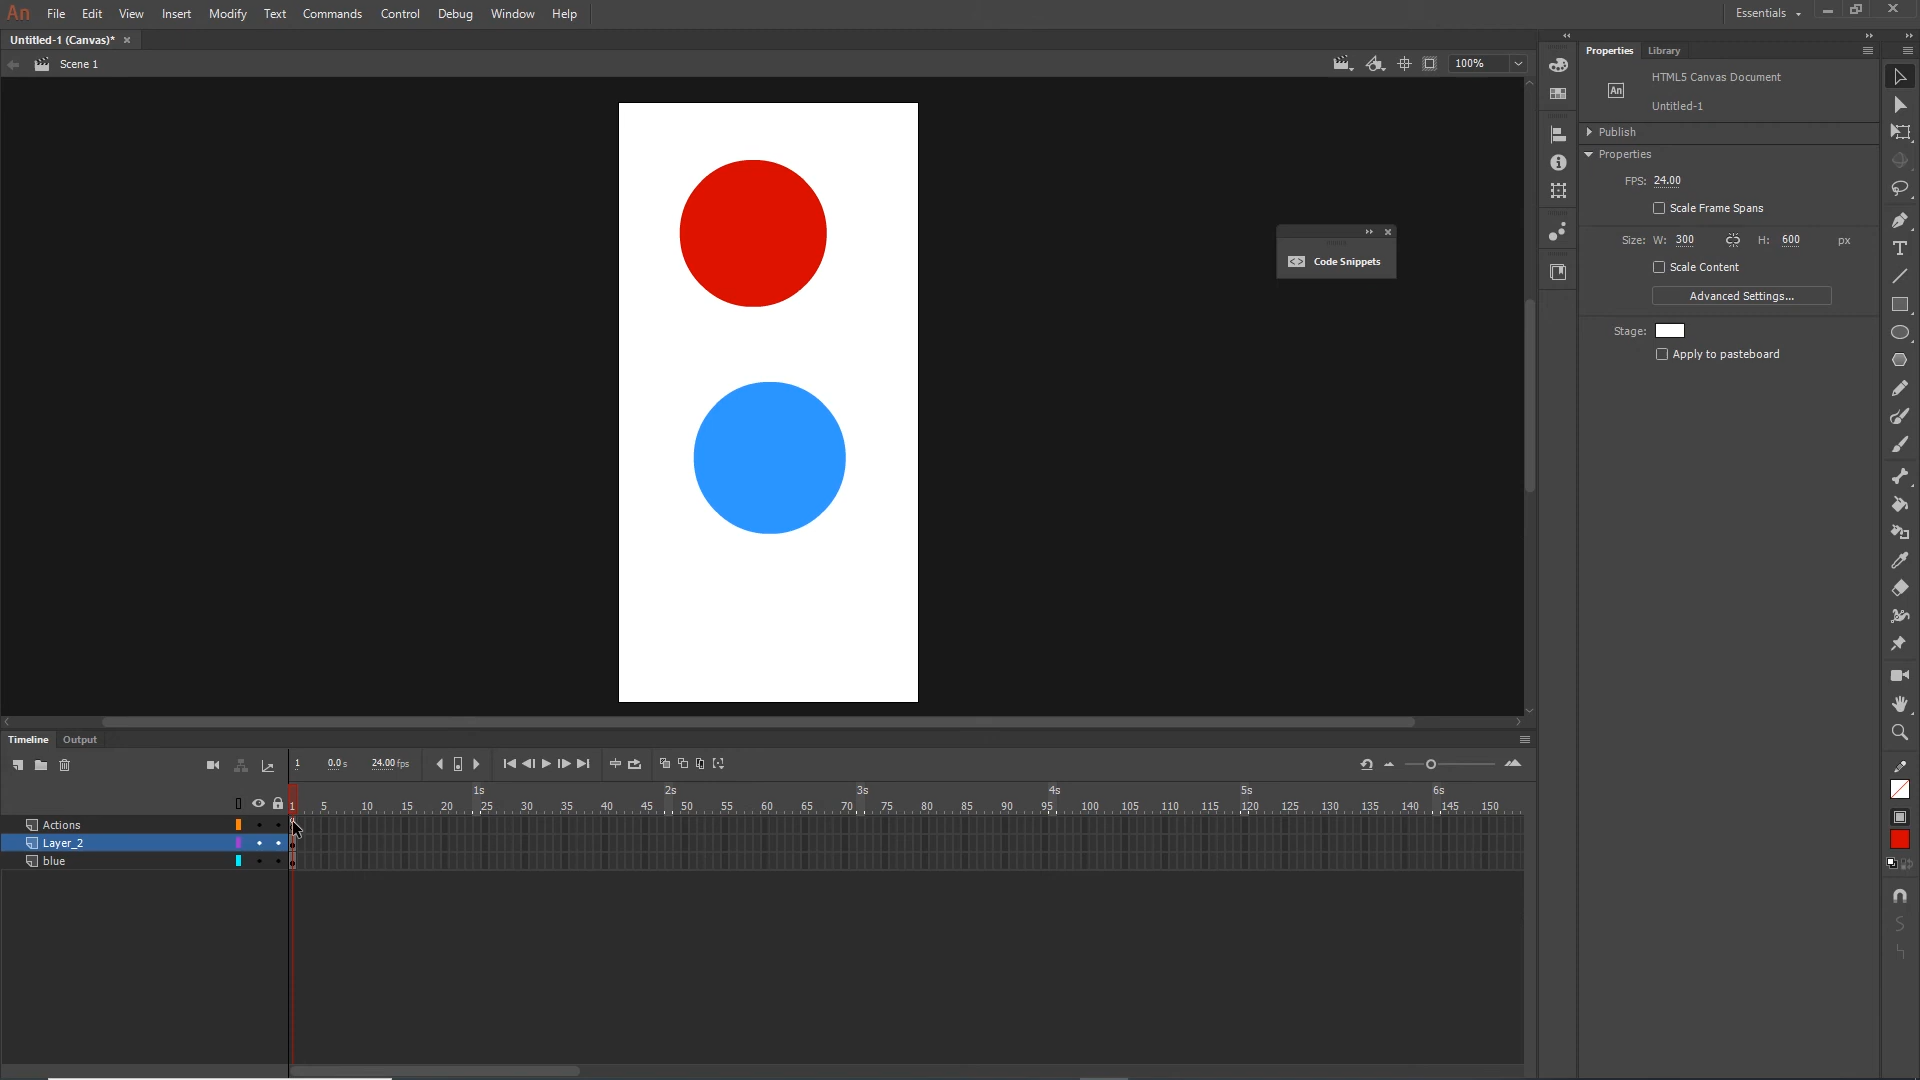 An File Edit View Insert Modify Text Commands Control Debug Window Help Essentials
Untitled-1 (Canvas)*
Scene 1
100%
Properties Library
HTML5 Canvas Document
An
Untitled-1
Publish
Properties
FPS: 24.00
Scale Frame Spans
Size: W: 300 H: 600 px
Scale Content
Advanced Settings...
Stage:
Apply to pasteboard
Code Snippets
Timeline Output
1 0.0 s 24.00 fps
1s 2s 3s 4s 5s 6s
1 5 10 15 20 25 30 35 40 45 50 55 60 65 70 75 80 85 90 95 100 105 110 115 120 125 130 135 140 145 150
Actions
Layer_2
blue